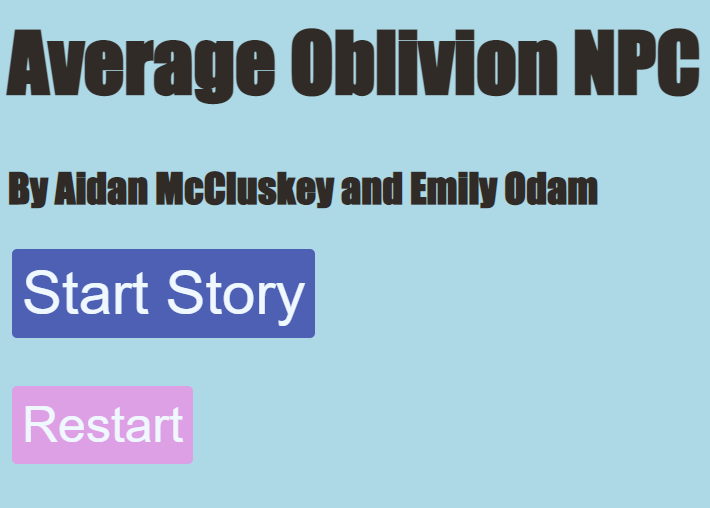 Average Oblivion NPC
By Aidan McCluskey and Emily Odam
Start Story
Restart